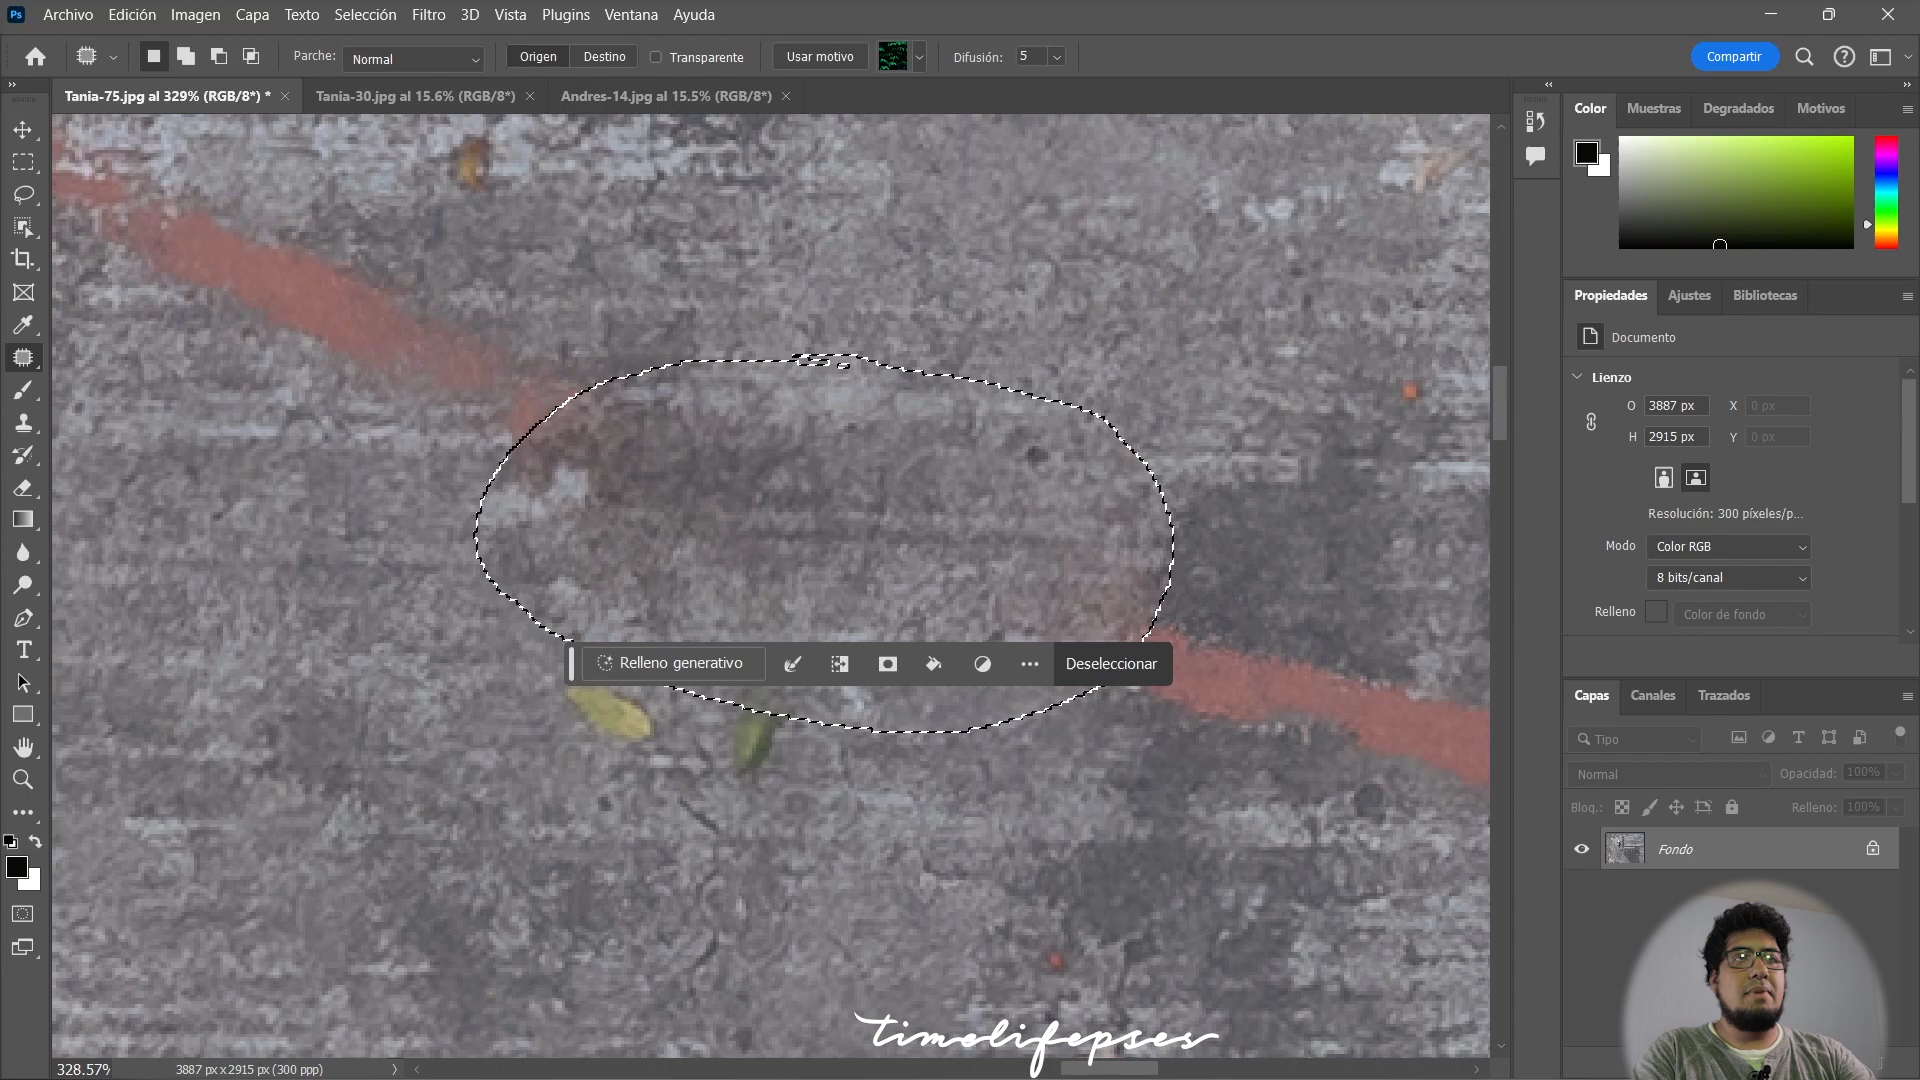 Ps Archivo Edición Imagen Capa Texto Selección Filtro 3D Vista Plugins Ventana Ayuda
Parche: Normal Origen Destino Transparente Usar motivo Difusión: 5 Compartir
Tania-75.jpg al 329% (RGB/8*) * Tania-30.jpg al 15.6% (RGB/8*) Andres-14.jpg al 15.5% (RGB/8*)
Color Muestras Degradados Motivos
Propiedades Ajustes Bibliotecas
Documento
Lienzo
O 3887 px X 0 px
H 2915 px Y 0 px
Resolución: 300 píxeles/p...
Modo Color RGB
8 bits/canal
Relleno Color de fondo
Relleno generativo Deseleccionar
Capas Canales Trazados
Tipo
Normal Opacidad: 100%
Bloq.: Relleno: 100%
Fondo
timelifepses
328.57% 3887 px x 2915 px (300 ppp)